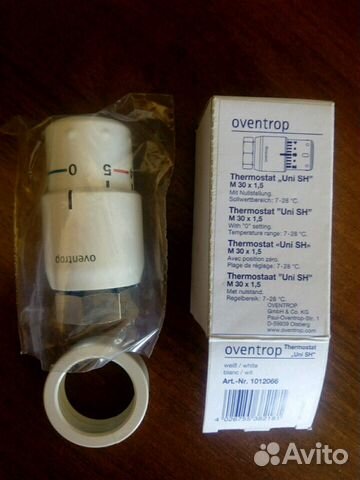 0
5
4
oventrop
oventrop
Thermostat „Uni SH"
M 30 x 1,5
Mit Nullstellung.
Sollwertbereich: 7-28 °C.
Thermostat "Uni SH"
M 30 x 1,5
With "0" setting.
Temperature range: 7-28 °C.
Thermostat «Uni SH»
M 30 x 1,5
Avec position zéro.
Plage de réglage: 7-28 °C.
Thermostaat "Uni SH"
M 30 x 1,5
Met nulstand.
Regelbereik: 7-28 °C.
OVENTROP
GmbH & Co. KG
Paul-Oventrop-Str. 1
D-59939 Olsberg
www.oventrop.com
oventrop Thermostat
„Uni SH"
weiß / white
blanc / wit
Art.-Nr. 1012066
4 026755 382181
Avito